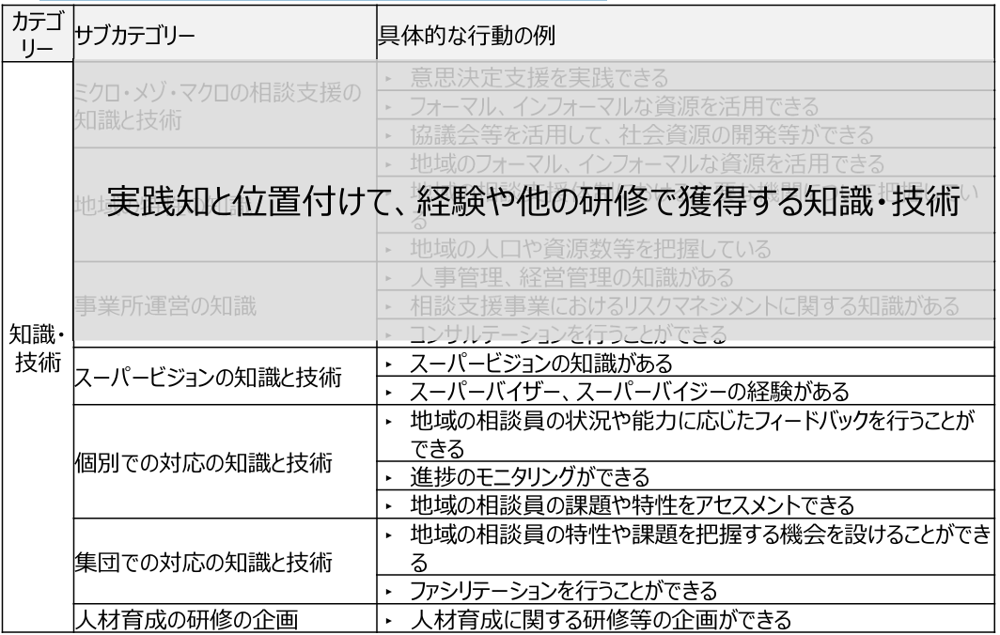 カテゴリー サブカテゴリー 具体的な行動の例
知識・技術
ミクロ・メゾ・マクロの相談支援の
知識と技術
‣ 意思決定支援を実践できる
‣ フォーマル、インフォーマルな資源を活用できる
‣ 協議会等を活用して、社会資源の開発等ができる
‣ 地域のフォーマル、インフォーマルな資源を活用できる
実践知と位置付けて、経験や他の研修で獲得する知識・技術
‣ 地域の人口や資源数等を把握している
事業所運営の知識
‣ 人事管理、経営管理の知識がある
‣ 相談支援事業におけるリスクマネジメントに関する知識がある
‣ コンサルテーションを行うことができる
スーパービジョンの知識と技術
‣ スーパービジョンの知識がある
‣ スーパーバイザー、スーパーバイジーの経験がある
個別での対応の知識と技術
‣ 地域の相談員の状況や能力に応じたフィードバックを行うことが
できる
‣ 進捗のモニタリングができる
‣ 地域の相談員の課題や特性をアセスメントできる
集団での対応の知識と技術
‣ 地域の相談員の特性や課題を把握する機会を設けることができ
る
‣ ファシリテーションを行うことができる
人材育成の研修の企画
‣ 人材育成に関する研修等の企画ができる